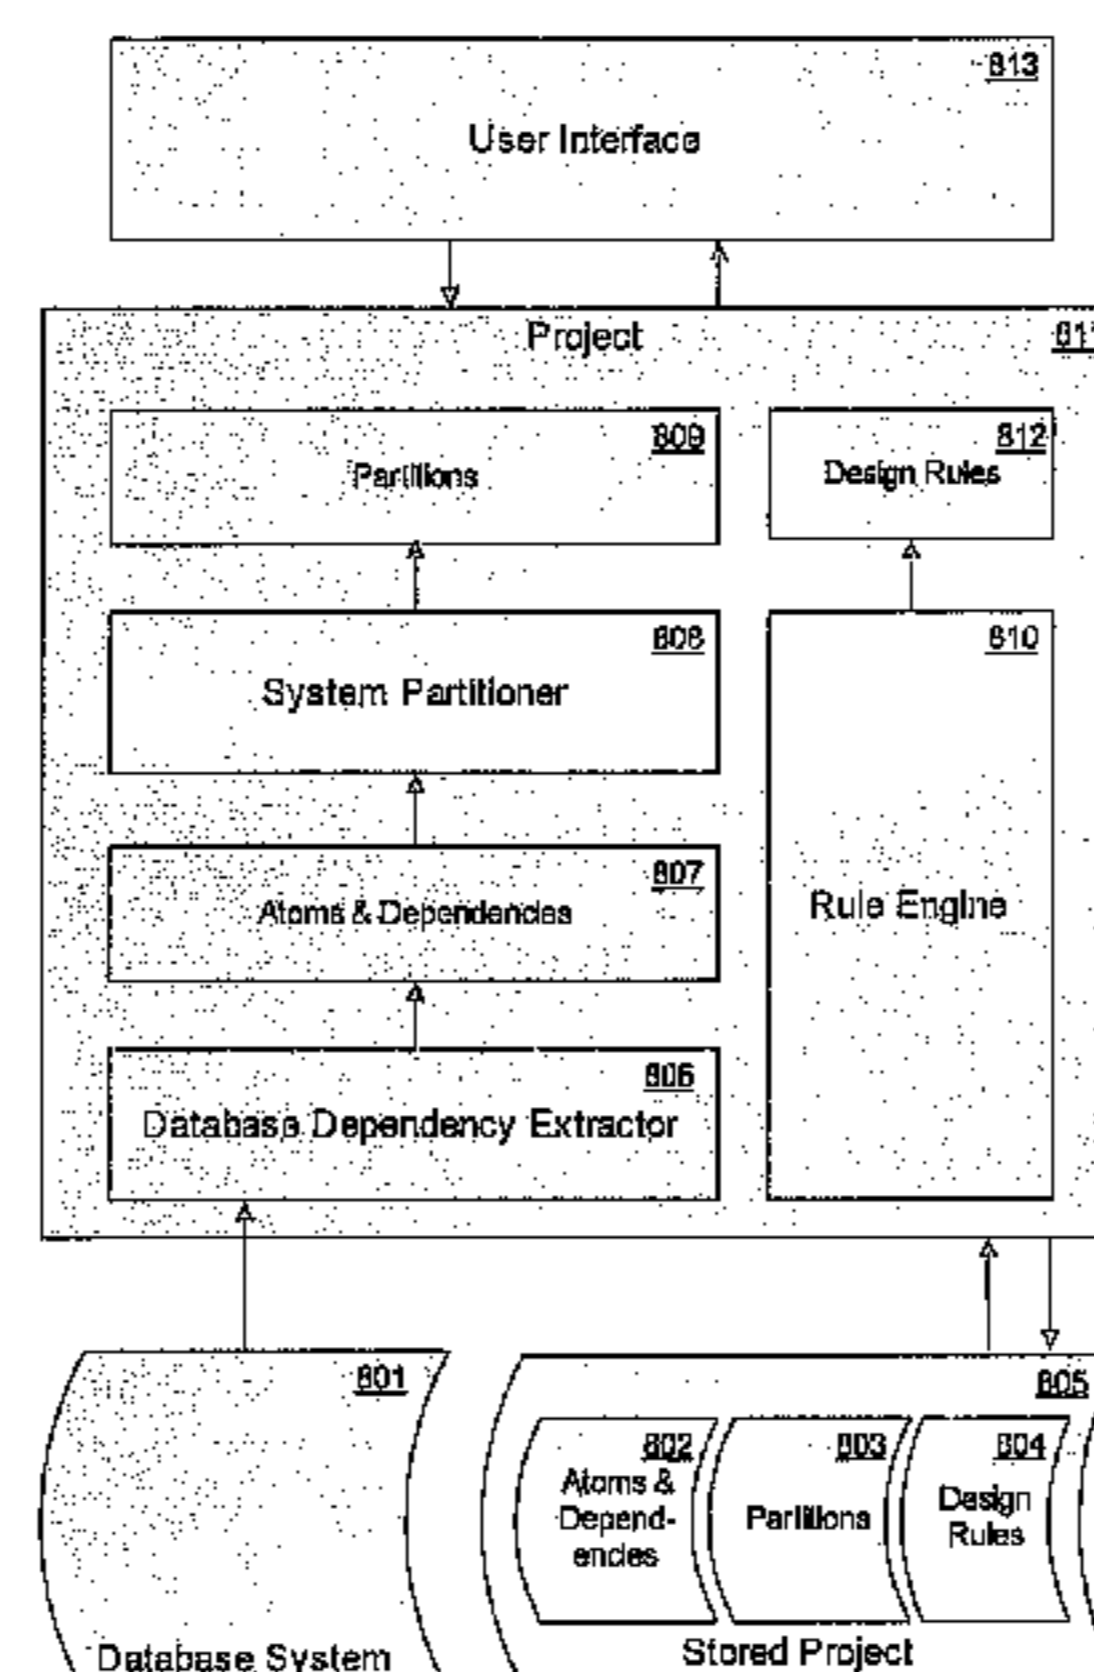 813
User Interface
Project
809
Partitions
812
Design Rules
808
System Partitioner
810
807
Atoms & Dependencies
Rule Engine
806
Database Dependency Extractor
801
805
802
Atoms &
Depend-
encies
803
Partitions
804
Design
Rules
Database System
Stored Project